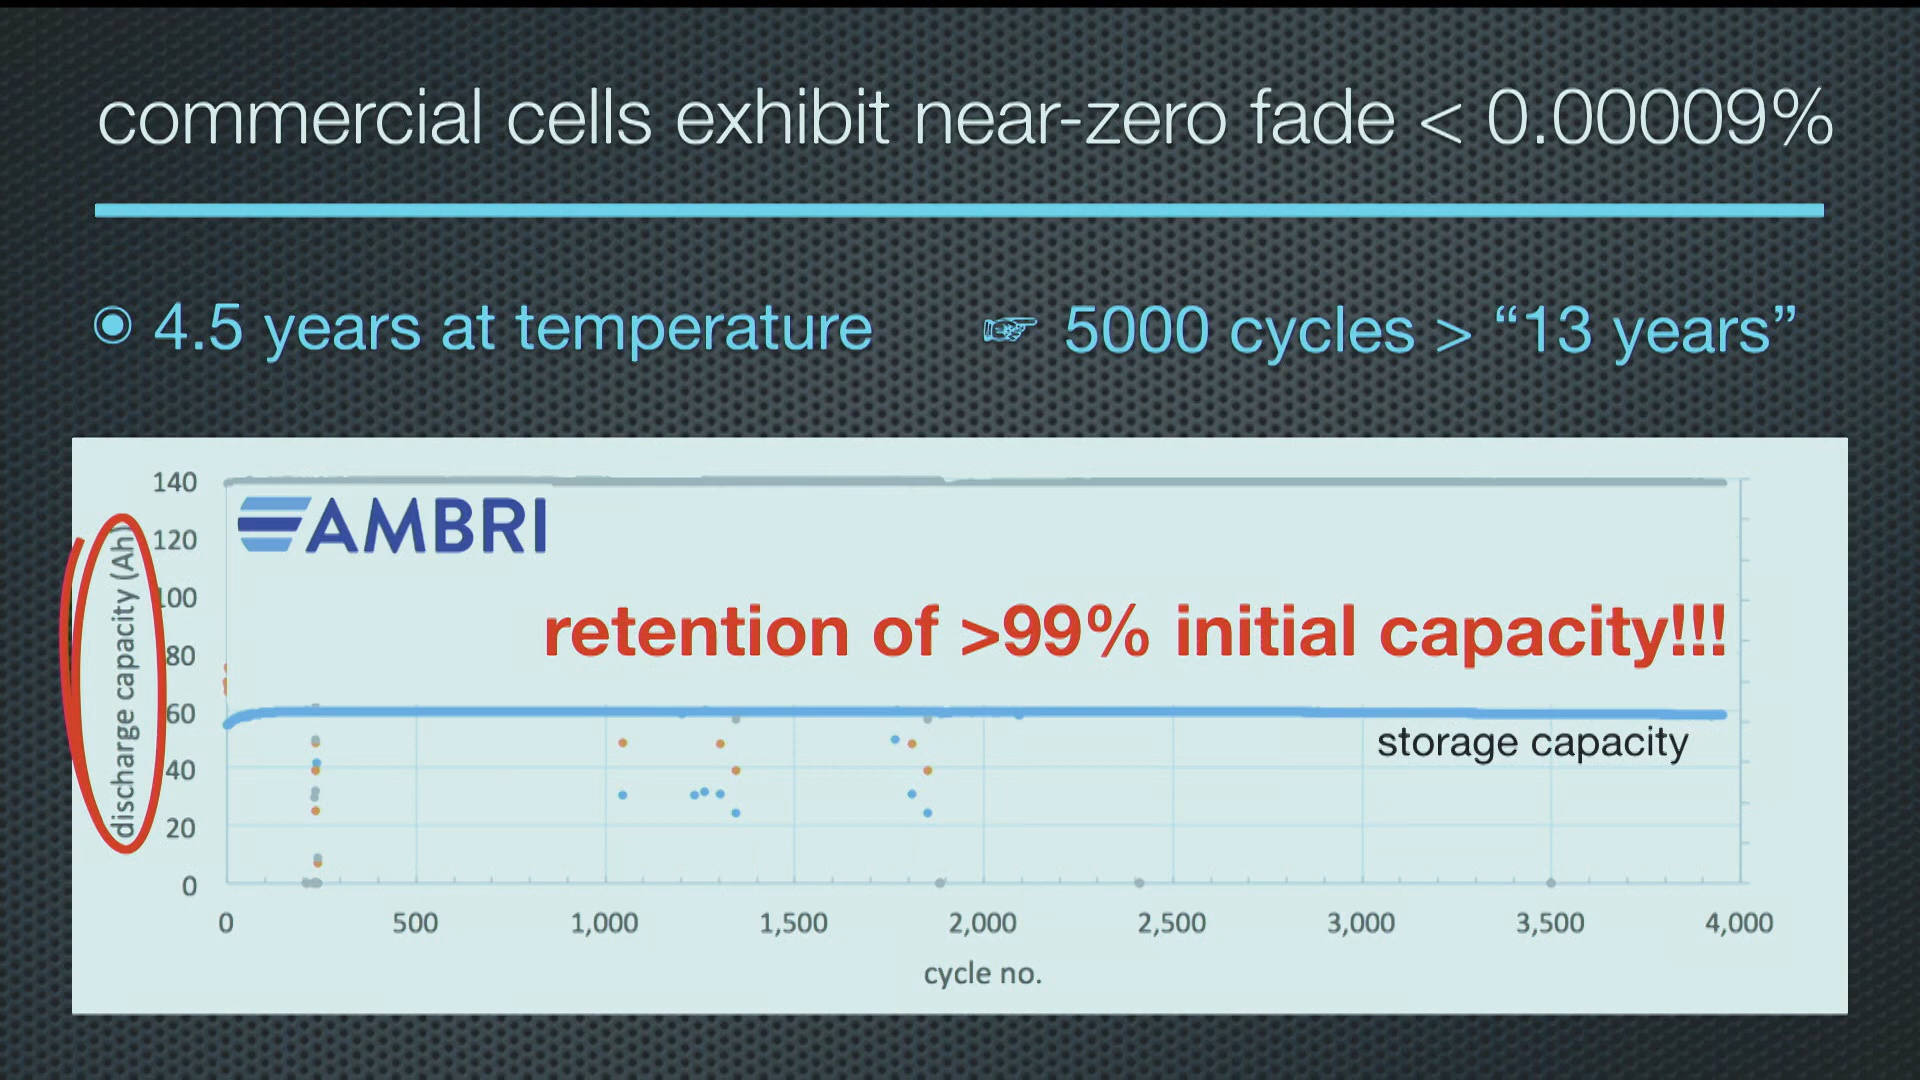 commercial cells exhibit near-zero fade < 0.00009%
4.5 years at temperature
☞ 5000 cycles > “13 years”
140
120
100
80
60
40
20
0
discharge capacity (Ah)
AMBRI
retention of >99% initial capacity!!!
storage capacity
0 500 1,000 1,500 2,000 2,500 3,000 3,500 4,000
cycle no.